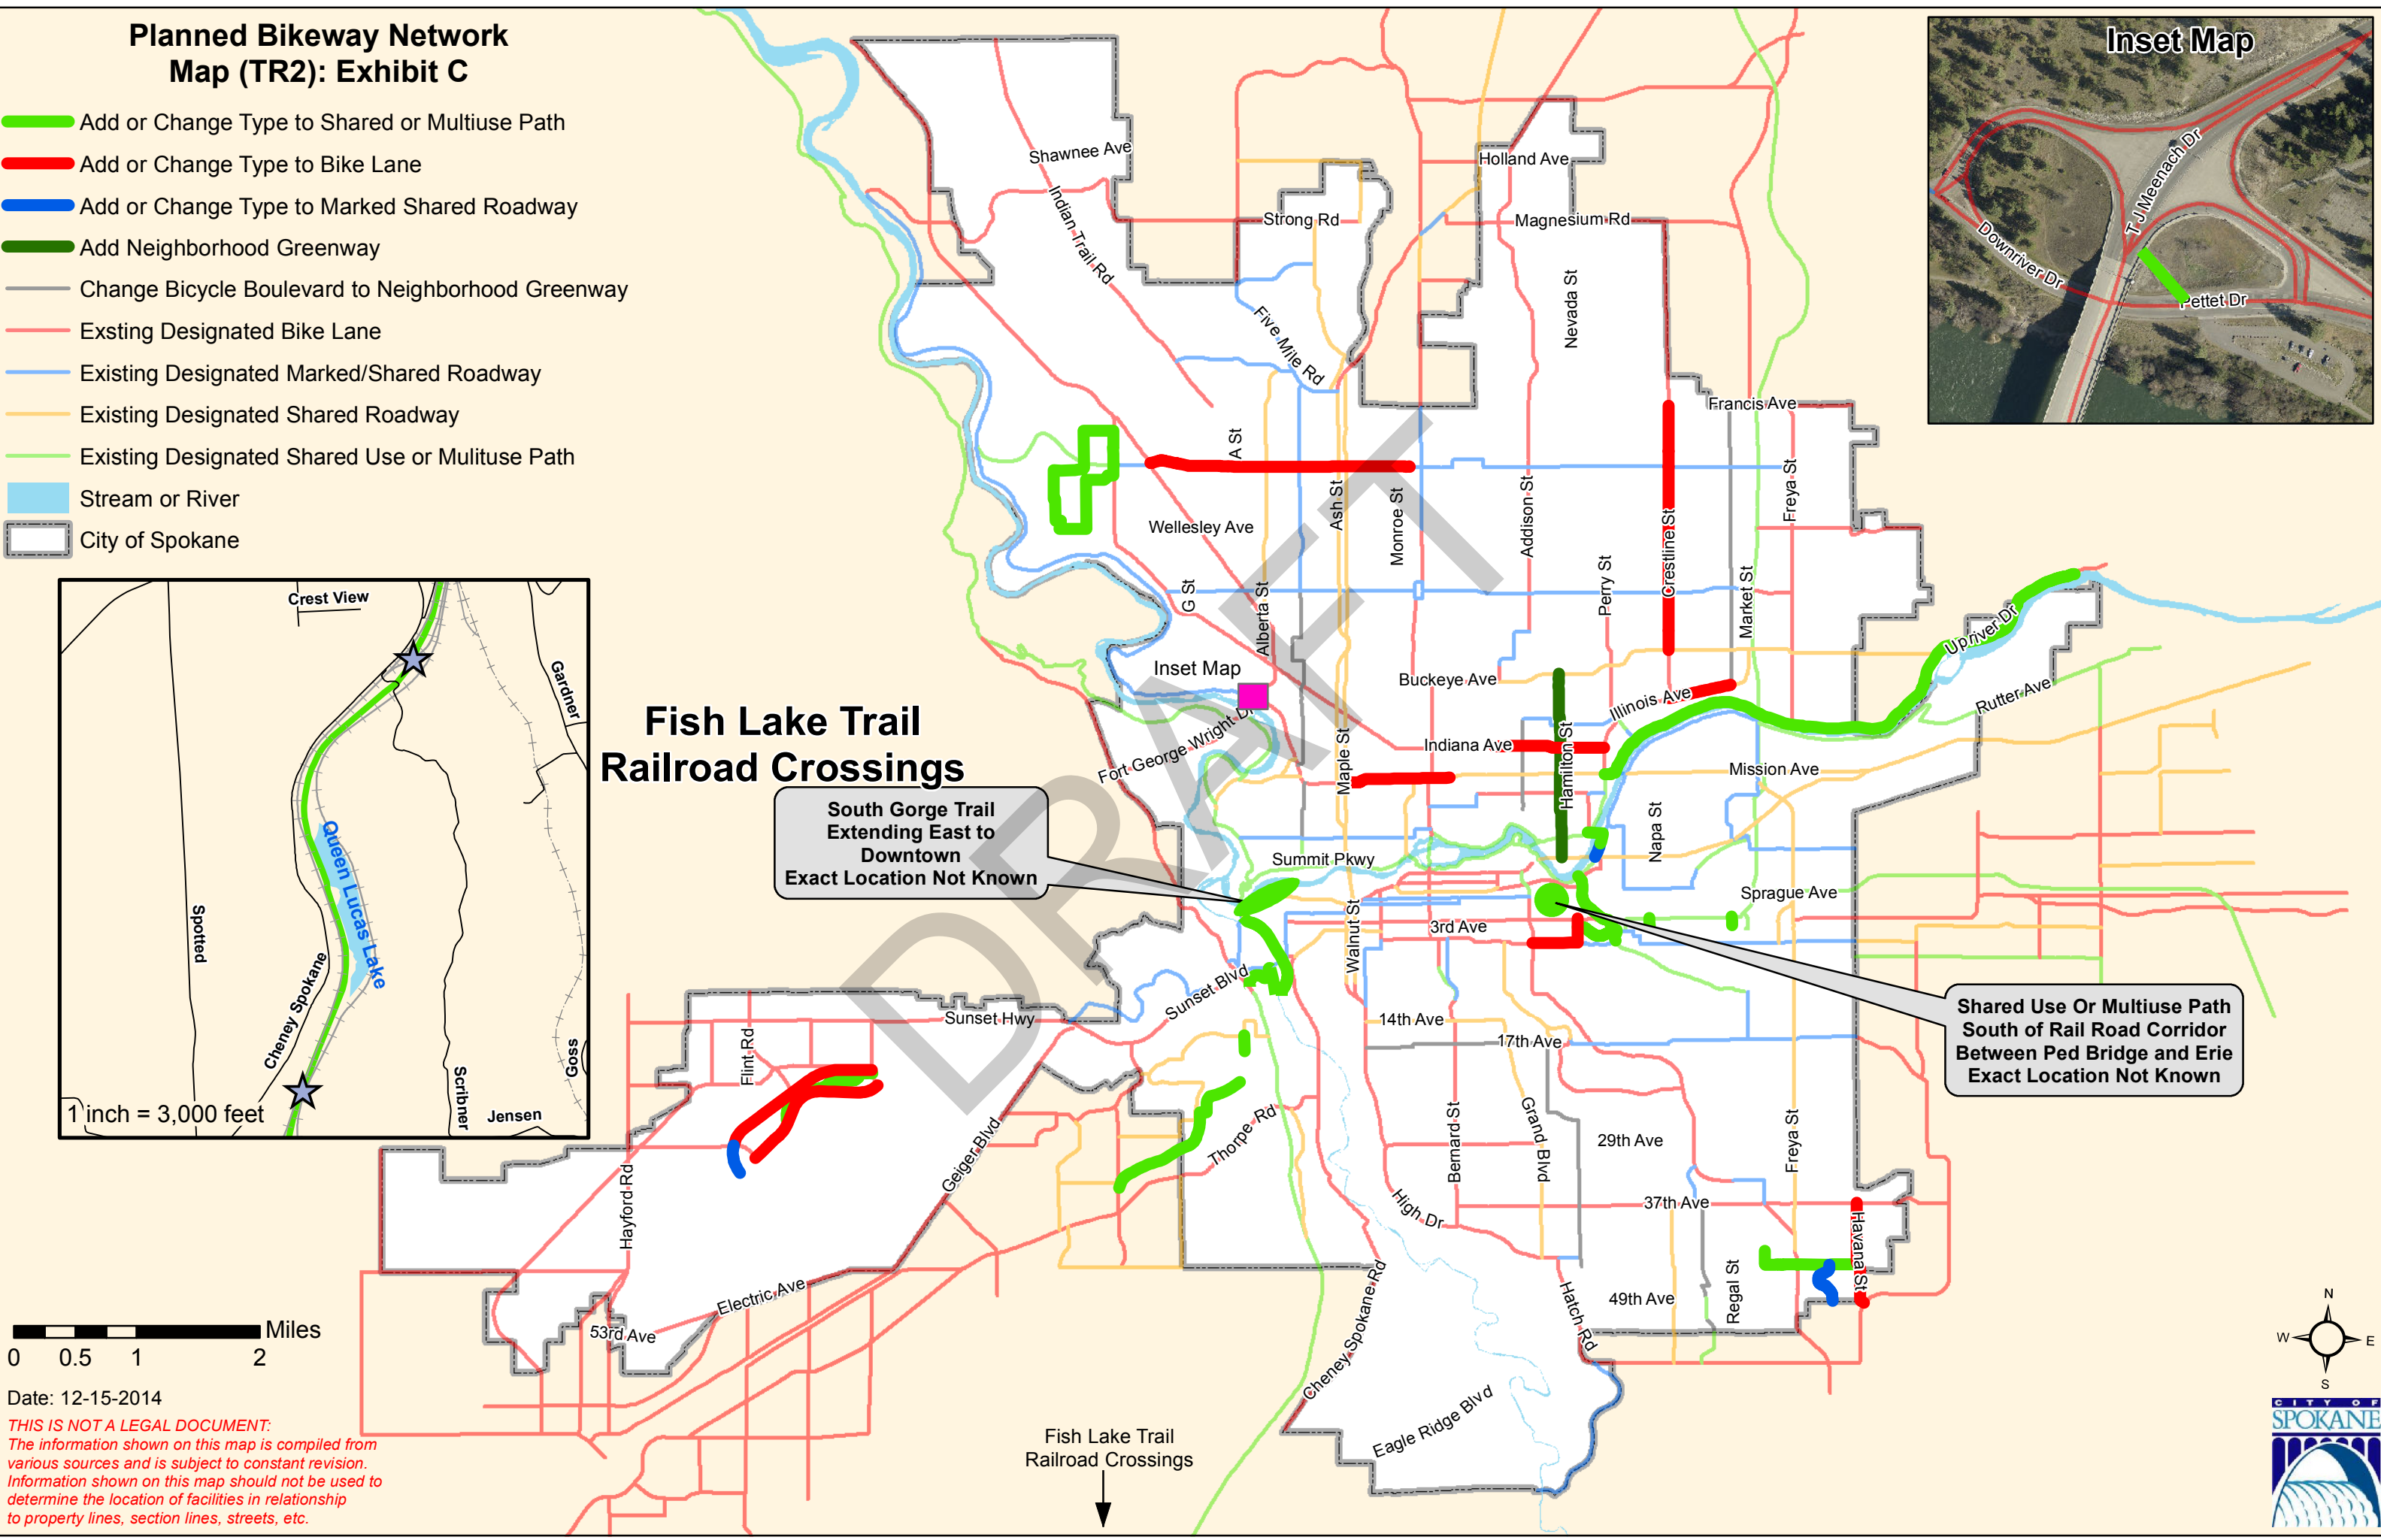 Planned Bikeway Network
Map (TR2): Exhibit C
Add or Change Type to Shared or Multiuse Path
Add or Change Type to Bike Lane
Add or Change Type to Marked Shared Roadway
Add Neighborhood Greenway
Change Bicycle Boulevard to Neighborhood Greenway
Exsting Designated Bike Lane
Existing Designated Marked/Shared Roadway
Existing Designated Shared Roadway
Existing Designated Shared Use or Mulituse Path
Stream or River
City of Spokane
Inset Map
T J Meenach Dr
Downriver Dr
Pettet Dr
Crest View
Gardner
Queen Lucas Lake
Spotted
Cheney Spokane
Scribner
Goss
Jensen
1 inch = 3,000 feet
Fish Lake Trail
Railroad Crossings
South Gorge Trail
Extending East to
Downtown
Exact Location Not Known
Shared Use Or Multiuse Path
South of Rail Road Corridor
Between Ped Bridge and Erie
Exact Location Not Known
DRAFT
Shawnee Ave
Indian Trail Rd
Strong Rd
Five Mile Rd
Holland Ave
Magnesium Rd
Nevada St
Francis Ave
A St
Ash St
Monroe St
Addison St
Crestline St
Freya St
Wellesley Ave
G St
Alberta St
Perry St
Market St
Upriver Dr
Rutter Ave
Inset Map
Buckeye Ave
Illinois Ave
Fort George Wright Dr
Maple St
Indiana Ave
Hamilton St
Mission Ave
Napa St
Summit Pkwy
Sprague Ave
Walnut St
3rd Ave
Sunset Blvd
Sunset Hwy
14th Ave
17th Ave
Flint Rd
Thorpe Rd
Geiger Blvd
Hayford Rd
Bernard St
Grand Blvd
29th Ave
Freya St
37th Ave
High Dr
Havana St
Regal St
49th Ave
Hatch Rd
Electric Ave
53rd Ave
Cheney Spokane Rd
Eagle Ridge Blvd
Fish Lake Trail
Railroad Crossings
Miles
0 0.5 1 2
Date: 12-15-2014
THIS IS NOT A LEGAL DOCUMENT:
The information shown on this map is compiled from
various sources and is subject to constant revision.
Information shown on this map should not be used to
determine the location of facilities in relationship
to property lines, section lines, streets, etc.
N
W E
S
CITY OF
SPOKANE